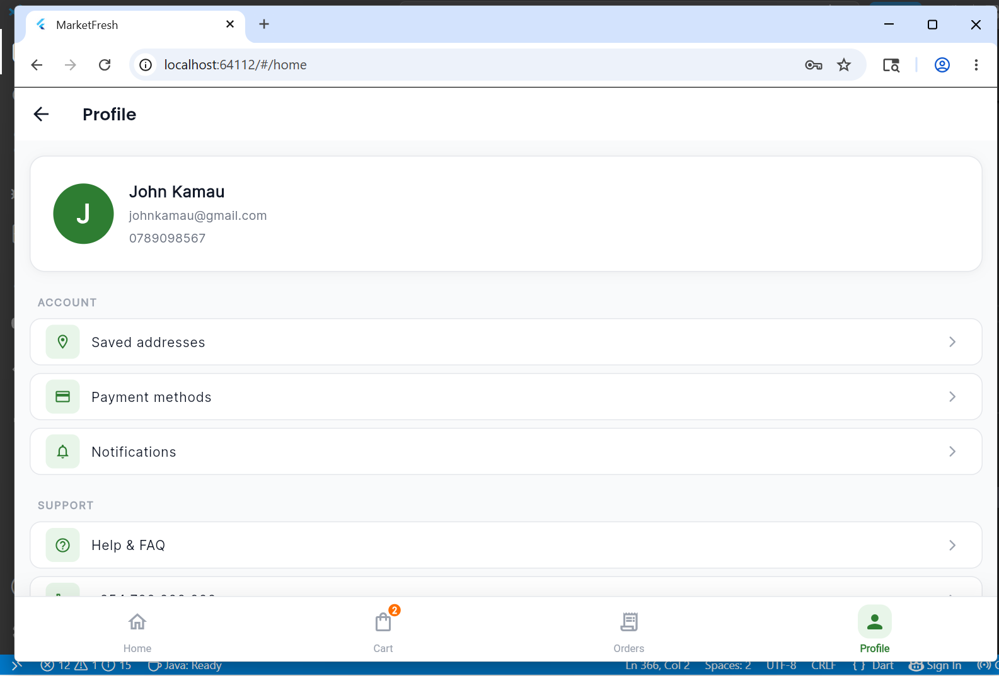 MarketFresh
localhost:64112/#/home
Profile
J
John Kamau
johnkamau@gmail.com
0789098567
ACCOUNT
Saved addresses
Payment methods
Notifications
SUPPORT
Help & FAQ
2
Home
Cart
Orders
Profile
12 1 15 Java: Ready Ln 366, Col 2 Spaces: 2 UTF-8 CRLF { } Dart Sign In